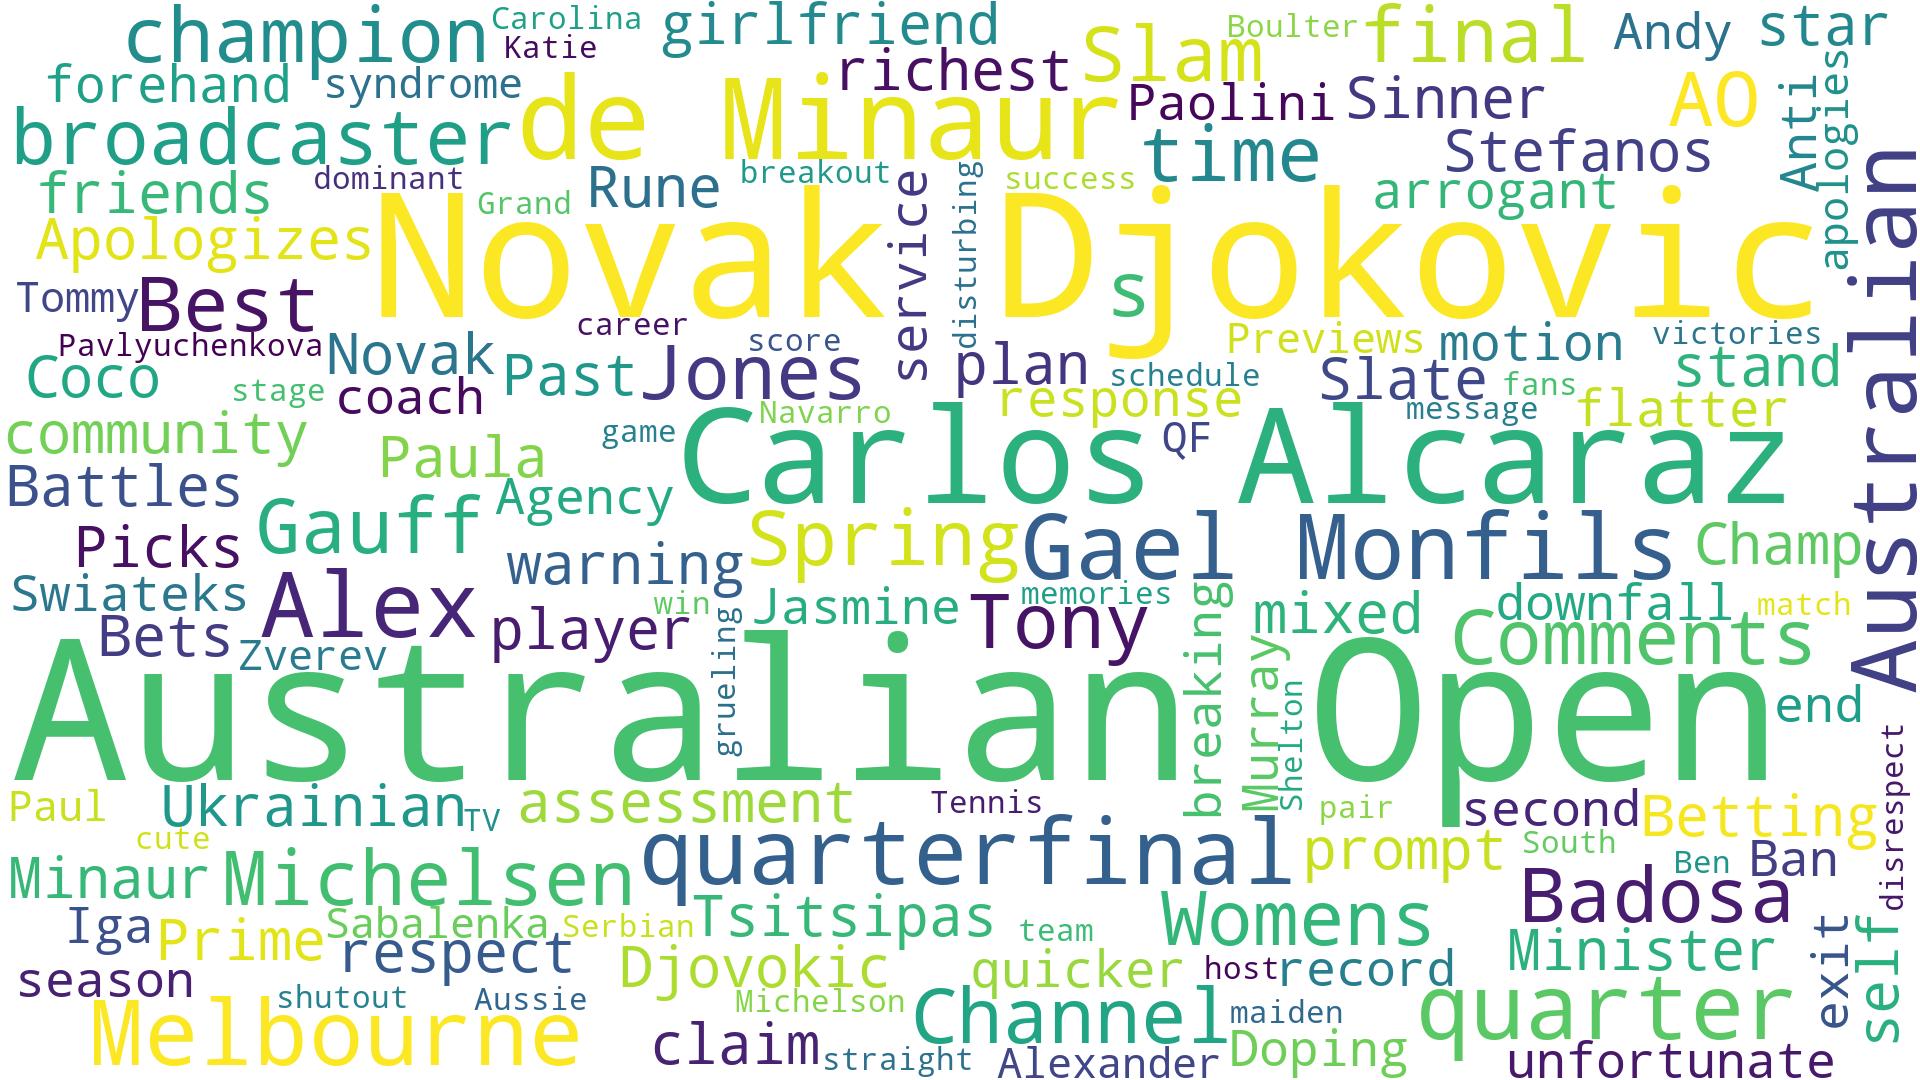 champion
Carolina
Katie
girlfriend
Slam
Boulter
final
Andy
star
forehand
syndrome
richest
de Minaur
Paolini
Sinner
AO
Anti
apologies
broadcaster
time
Stefanos
Australian
friends
dominant
Grand
Rune
breakout
service
disturbing
success
arrogant
Apologizes
Novak Djokovic
s
Tommy
Best
career
score
Previews
motion
victories
Pavlyuchenkova
Novak
Coco
stage
coach
Past
Jones
plan
schedule
Slate
fans
stand
response
message
flatter
community
Paula
game
Navarro
Carlos Alcaraz
QF
Battles
Agency
Gauff
Picks
warning
Spring
Gael Monfils
Champ
Swiateks
Alex
win
Jasmine
memories
Tony
breaking
mixed
downfall
match
Bets
Zverev
player
grueling
Murray
Shelton
Comments
Australian Open
end
disrespect
Paul
Ukrainian
TV
assessment
Tennis
pair
second
Betting
cute
quarterfinal
prompt
South
Ben
Ban
Minaur
Michelsen
Badosa
Iga
Prime
Sabalenka
Serbian
Tsitsipas
team
Womens
Minister
exit
self
respect
season
Djovokic
quicker
host
record
shutout
Aussie
Michelson
Channel
maiden
quarter
Melbourne
claim
straight
Alexander
Doping
unfortunate